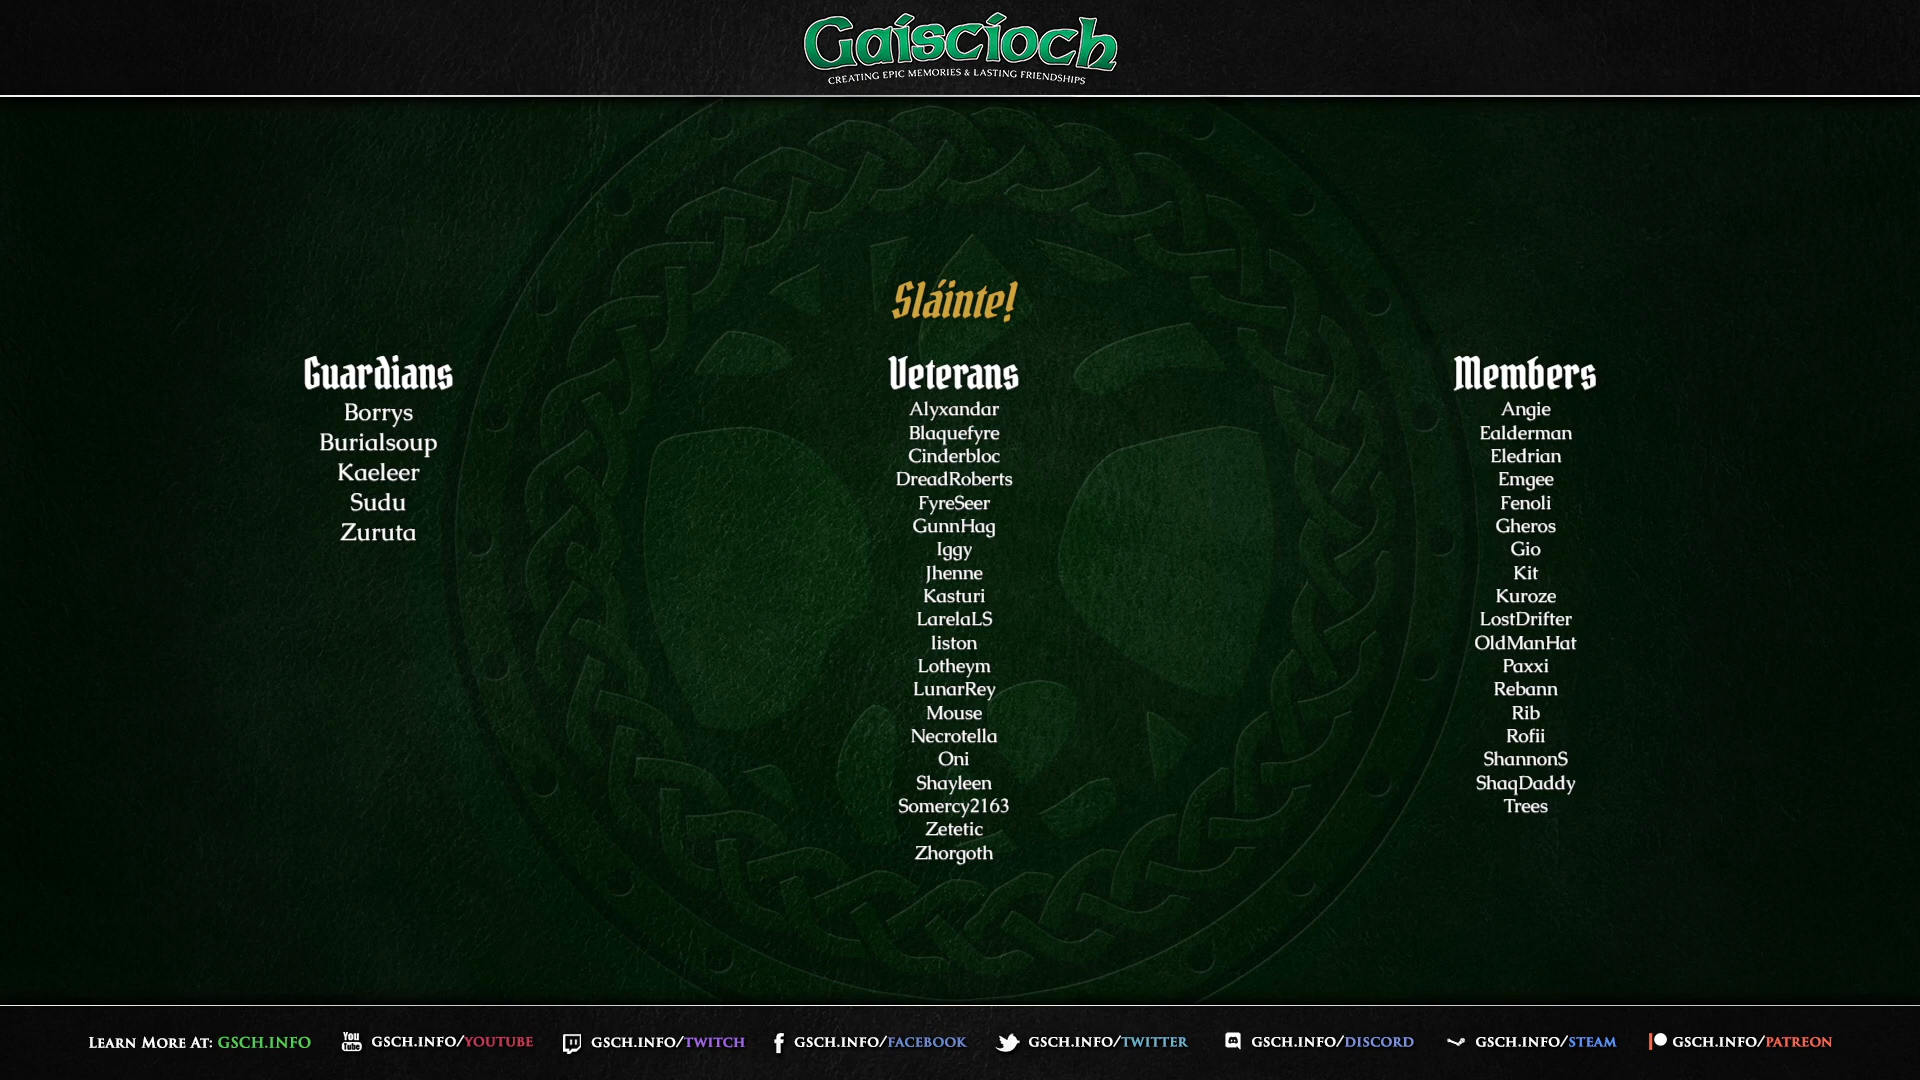 Gaiscíoch
CREATING EPIC MEMORIES & LASTING FRIENDSHIPS
Sláinte!
Guardians
Borrys
Burialsoup
Kaeleer
Sudu
Zuruta
Veterans
Alyxandar
Blaquefyre
Cinderbloc
DreadRoberts
FyreSeer
GunnHag
Iggy
Jhenne
Kasturi
LarelaLS
liston
Lotheym
LunarRey
Mouse
Necrotella
Oni
Shayleen
Somercy2163
Zetetic
Zhorgoth
Members
Angie
Ealderman
Eledrian
Emgee
Fenoli
Gheros
Gio
Kit
Kuroze
LostDrifter
OldManHat
Paxxi
Rebann
Rib
Rofii
ShannonS
ShaqDaddy
Trees
LEARN MORE AT: GSCH.INFO
You Tube GSCH.INFO/YOUTUBE
GSCH.INFO/TWITCH
GSCH.INFO/FACEBOOK
GSCH.INFO/TWITTER
GSCH.INFO/DISCORD
GSCH.INFO/STEAM
GSCH.INFO/PATREON